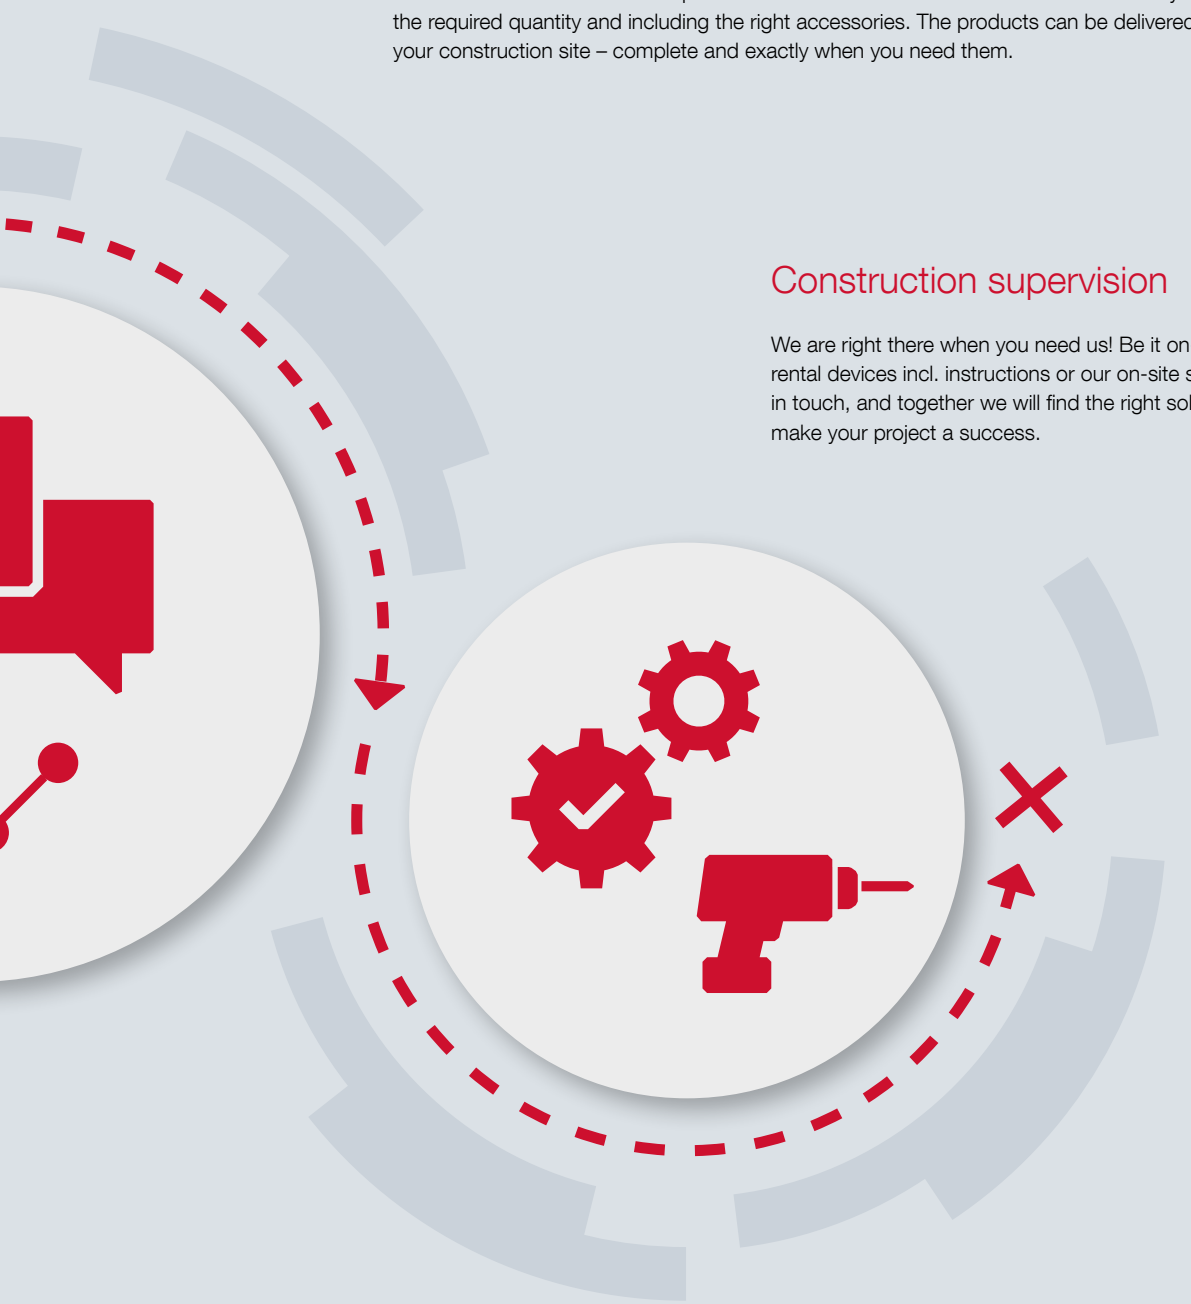 the required quantity and including the right accessories. The products can be delivered
your construction site – complete and exactly when you need them.
Construction supervision
We are right there when you need us! Be it on
rental devices incl. instructions or our on-site
in touch, and together we will find the right
make your project a success.